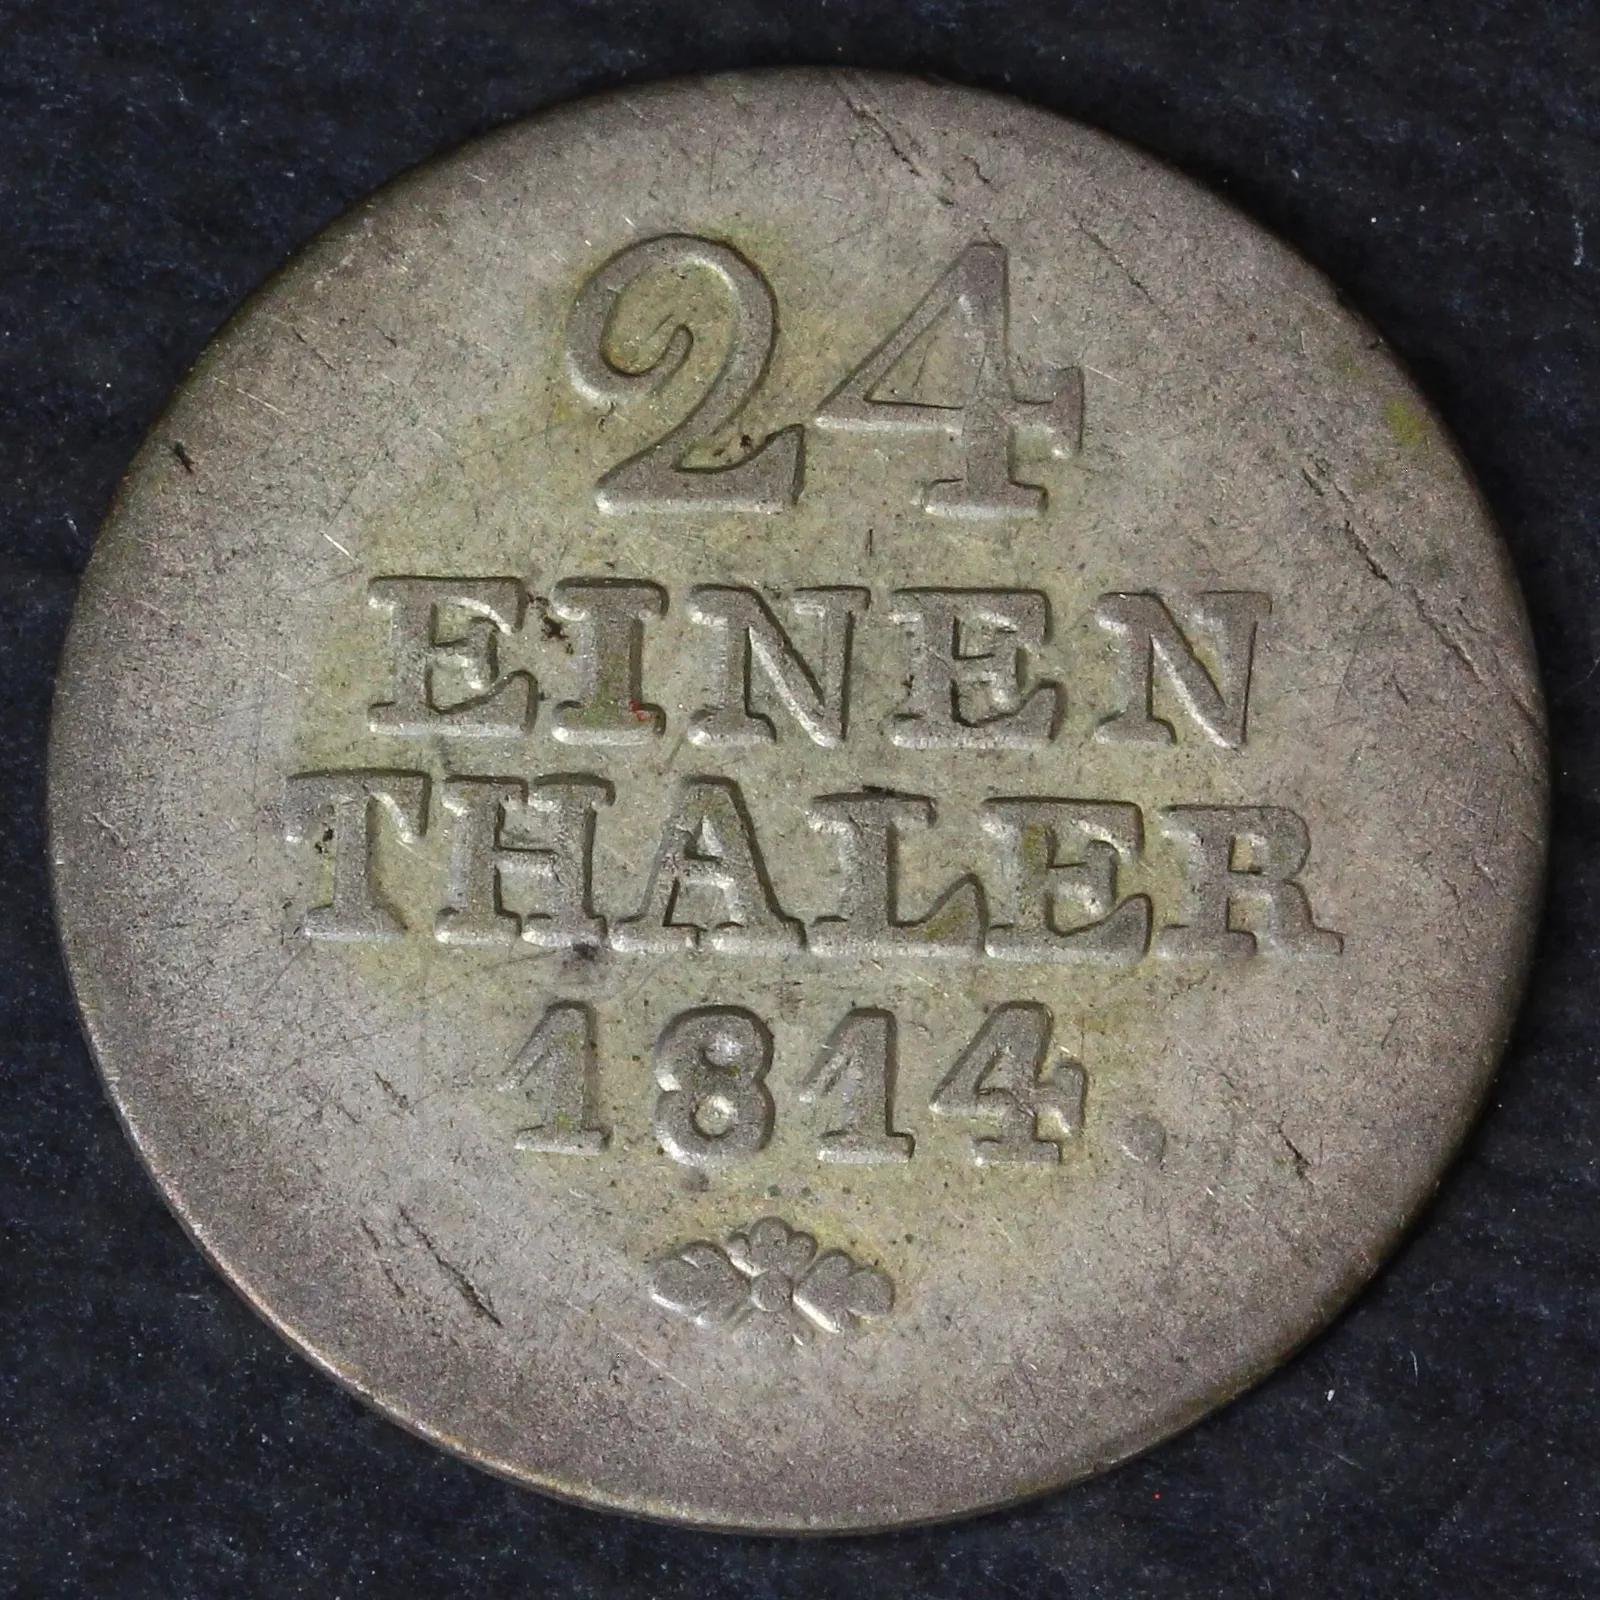 24
EINEN
THALER
1814.